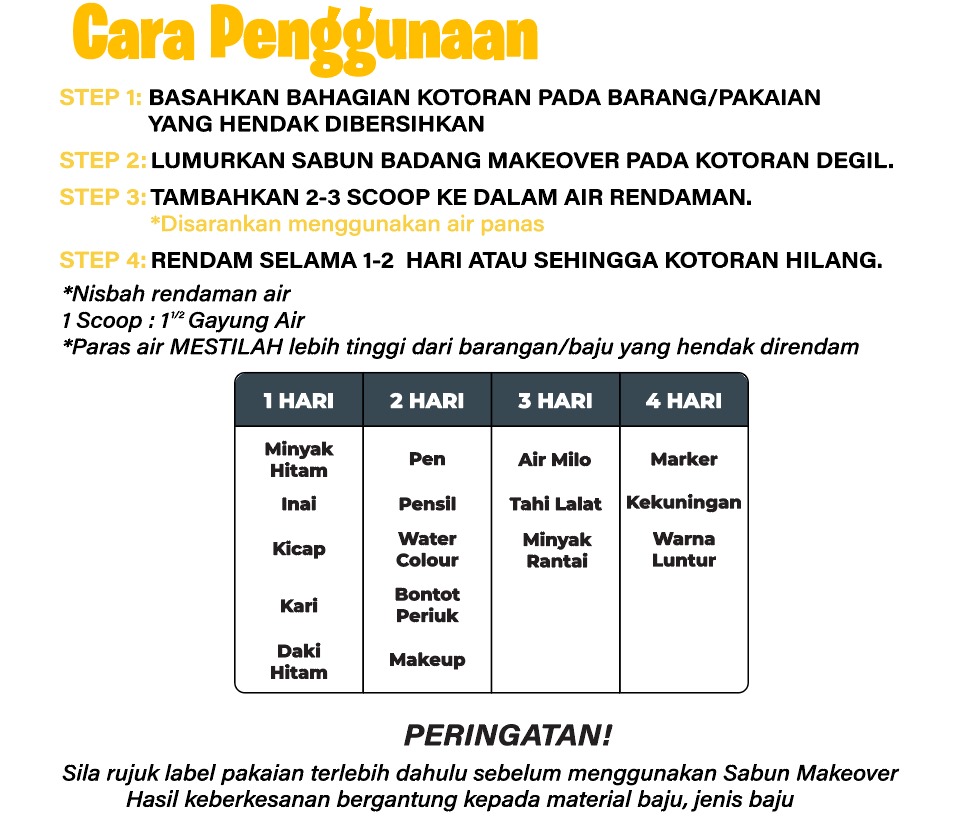 Cara Penggunaan
STEP 1: BASAHKAN BAHAGIAN KOTORAN PADA BARANG/PAKAIAN
YANG HENDAK DIBERSIHKAN
STEP 2: LUMURKAN SABUN BADANG MAKEOVER PADA KOTORAN DEGIL.
STEP 3: TAMBAHKAN 2-3 SCOOP KE DALAM AIR RENDAMAN.
*Disarankan menggunakan air panas
STEP 4: RENDAM SELAMA 1-2 HARI ATAU SEHINGGA KOTORAN HILANG.
*Nisbah rendaman air
1 Scoop : 1 1/2 Gayung Air
*Paras air MESTILAH lebih tinggi dari barangan/baju yang hendak direndam
1 HARI 2 HARI 3 HARI 4 HARI
Minyak Hitam Pen Air Milo Marker
Inai Pensil Tahi Lalat Kekuningan
Kicap Water Colour Minyak Rantai Warna Luntur
Kari Bontot Periuk
Daki Hitam Makeup
PERINGATAN!
Sila rujuk label pakaian terlebih dahulu sebelum menggunakan Sabun Makeover
Hasil keberkesanan bergantung kepada material baju, jenis baju